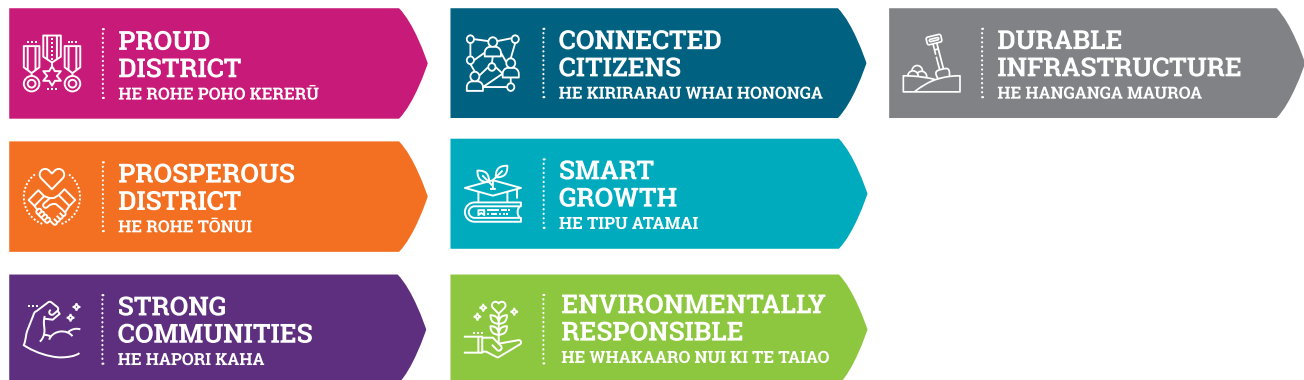 PROUD
DISTRICT
HE ROHE POHO KERERŪ
PROSPEROUS
DISTRICT
HE ROHE TŌNUI
STRONG
COMMUNITIES
HE HAPORI KAHA
CONNECTED
CITIZENS
HE KIRIRARAU WHAI HONONGA
SMART
GROWTH
HE TIPU ATAMAI
ENVIRONMENTALLY
RESPONSIBLE
HE WHAKAARO NUI KI TE TAIAO
DURABLE
INFRASTRUCTURE
HE HANGANGA MAUROA